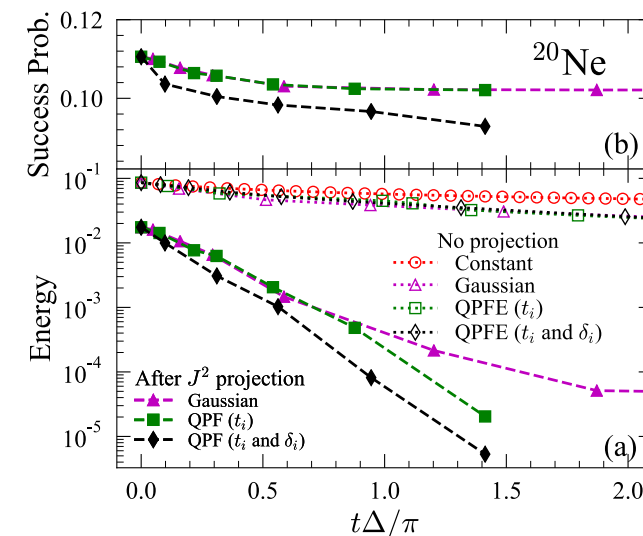 0.12
0.10
Success Prob.
²⁰Ne
(b)
10⁻¹
10⁻²
10⁻³
10⁻⁴
10⁻⁵
Energy
No projection
Constant
Gaussian
QPFE (tᵢ)
QPFE (tᵢ and δᵢ)
After J² projection
Gaussian
QPF (tᵢ)
QPF (tᵢ and δᵢ)
(a)
0.0 0.5 1.0 1.5 2.0
tΔ/π